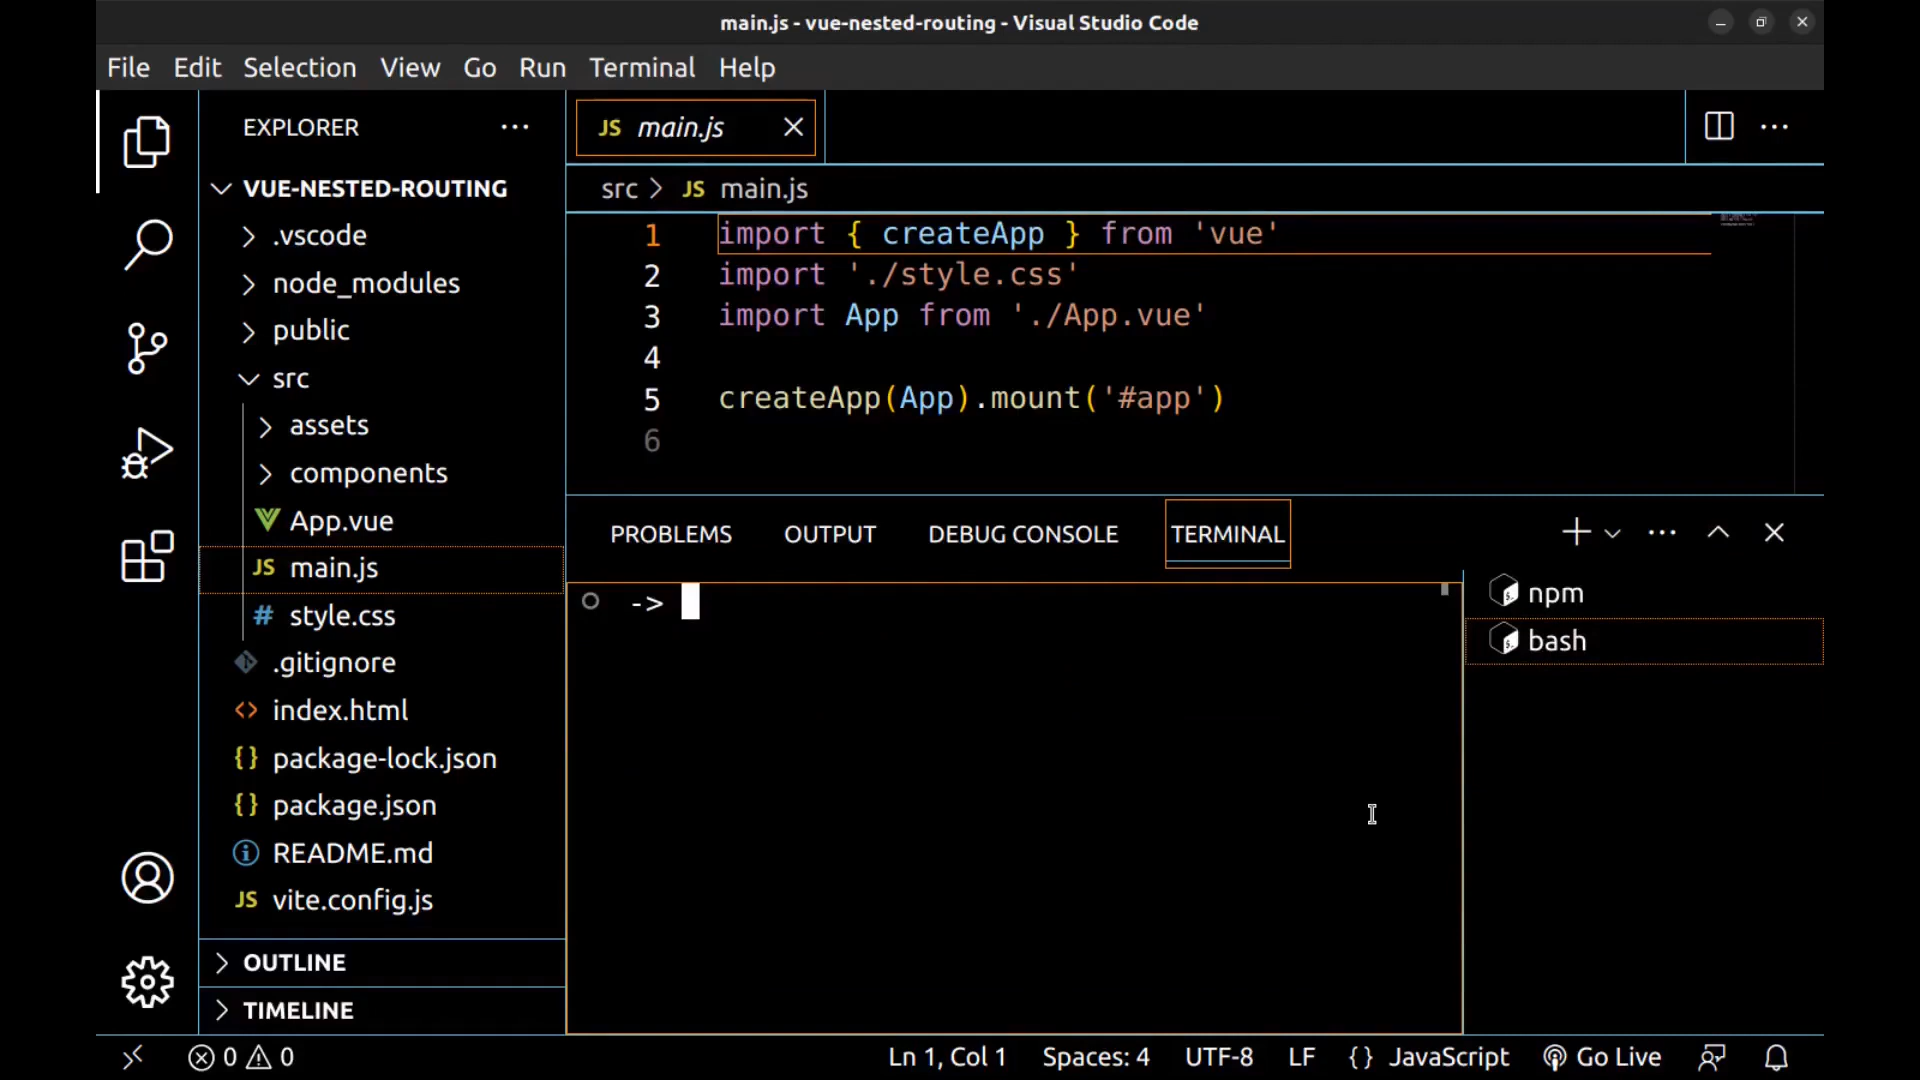 main.js - vue-nested-routing - Visual Studio Code
File Edit Selection View Go Run Terminal Help
EXPLORER
VUE-NESTED-ROUTING
.vscode
node_modules
public
src
assets
components
App.vue
JS main.js
# style.css
.gitignore
<> index.html
{} package-lock.json
{} package.json
README.md
JS vite.config.js
OUTLINE
TIMELINE
JS main.js
src > JS main.js
1 import { createApp } from 'vue'
2 import './style.css'
3 import App from './App.vue'
4
5 createApp(App).mount('#app')
6
PROBLEMS OUTPUT DEBUG CONSOLE TERMINAL
->
npm
bash
0 0 Ln 1, Col 1 Spaces: 4 UTF-8 LF {} JavaScript Go Live